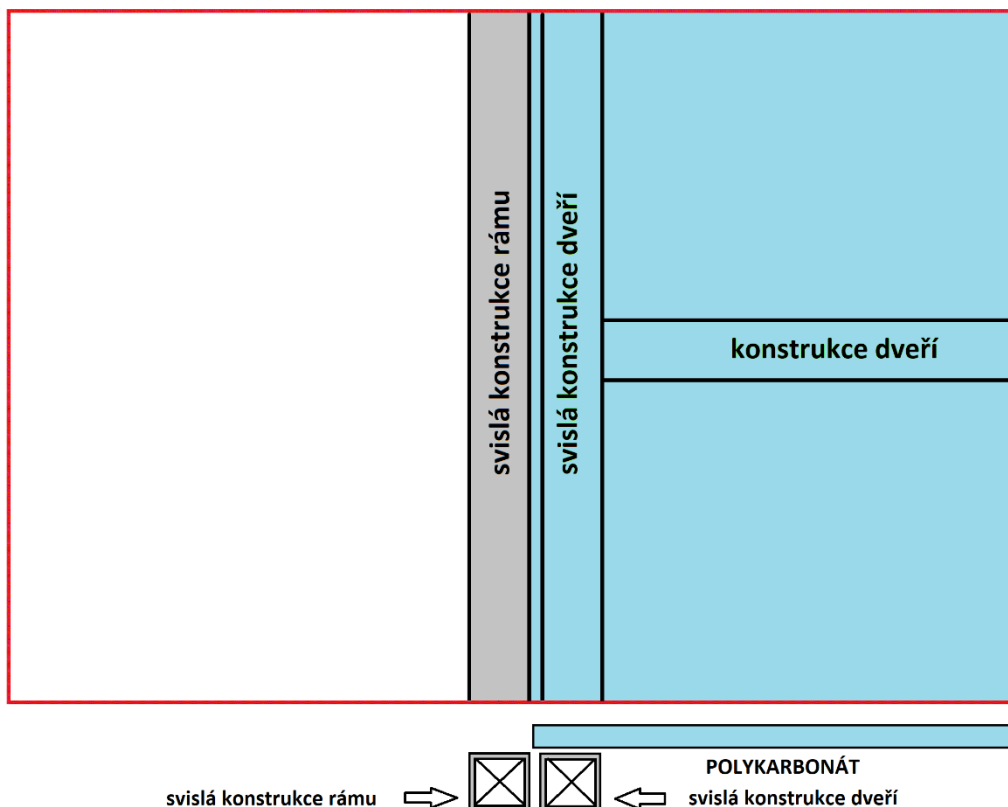 svislá konstrukce rámu
svislá konstrukce dveří
konstrukce dveří
POLYKARBONÁT
svislá konstrukce rámu
svislá konstrukce dveří